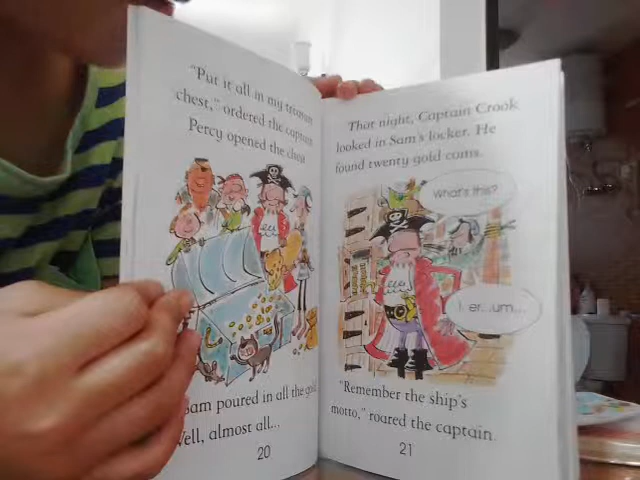 "Put it all in my treasure
chest," ordered the captain.
Percy opened the chest
Sam poured in all the gold.
Well, almost all...
20
That night, Captain Crook
looked in Sam's locker. He
found twenty gold coins.
What's this?
I, er...um...
"Remember the ship's
motto," roared the captain.
21